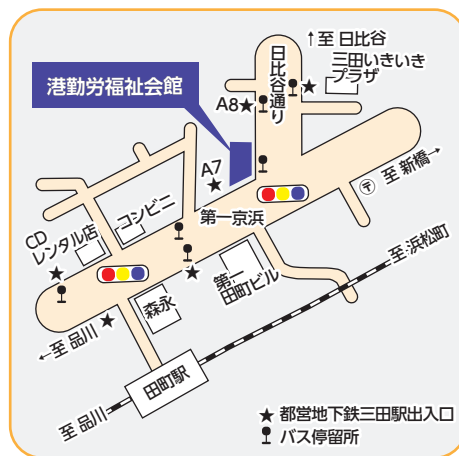 ↑至 日比谷
三田いきいき
プラザ
日比谷通り
港勤労福祉会館
A8★
A7
★
〒 至 新橋→
第一京浜
コンビニ
CD
レンタル店
至 浜松町
第一
田町ビル
森永
←至 品川
田町駅
至 品川
★ 都営地下鉄三田駅出入口
バス停留所